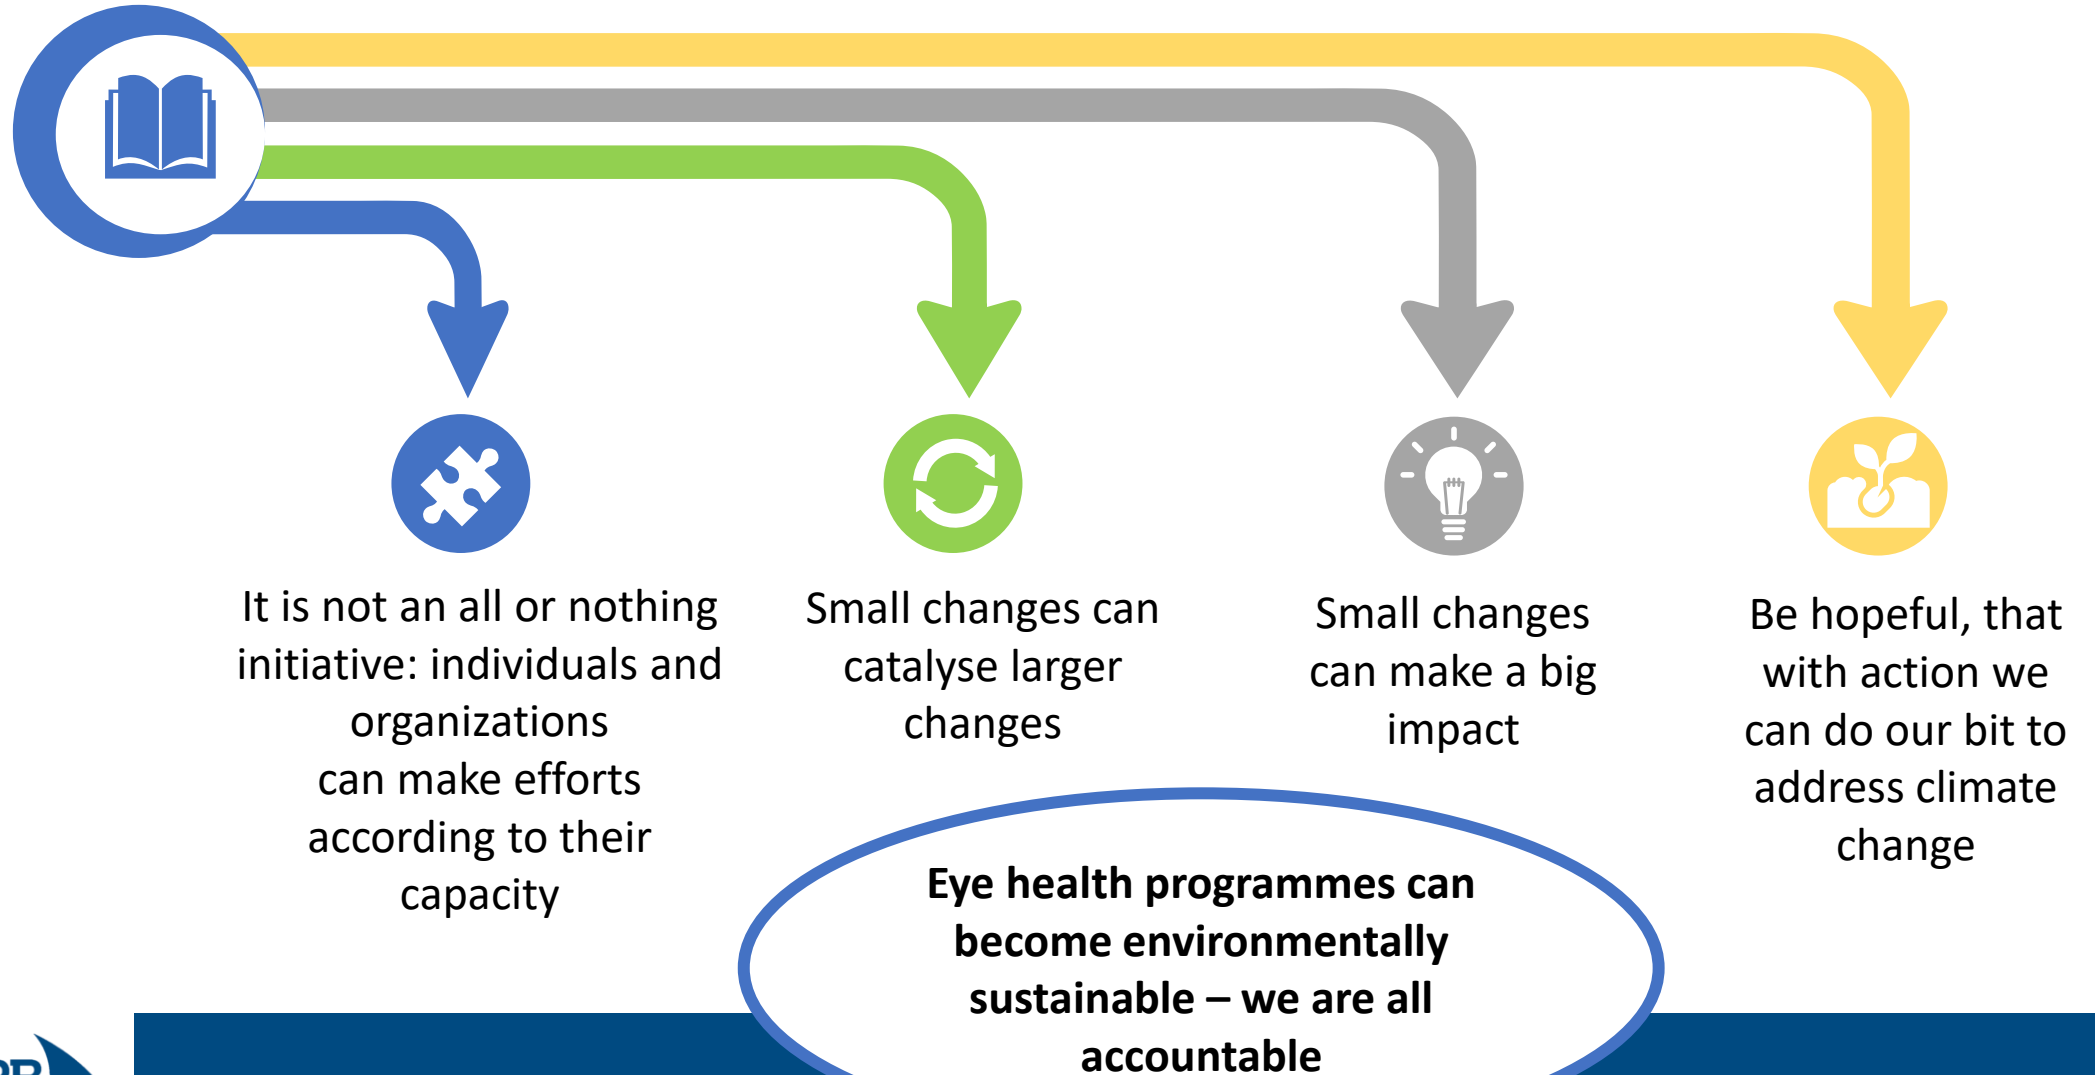 It is not an all or nothing
initiative: individuals and
organizations
can make efforts
according to their
capacity
Small changes can
catalyse larger
changes
Small changes
can make a big
impact
Be hopeful, that
with action we
can do our bit to
address climate
change
Eye health programmes can
become environmentally
sustainable – we are all
accountable